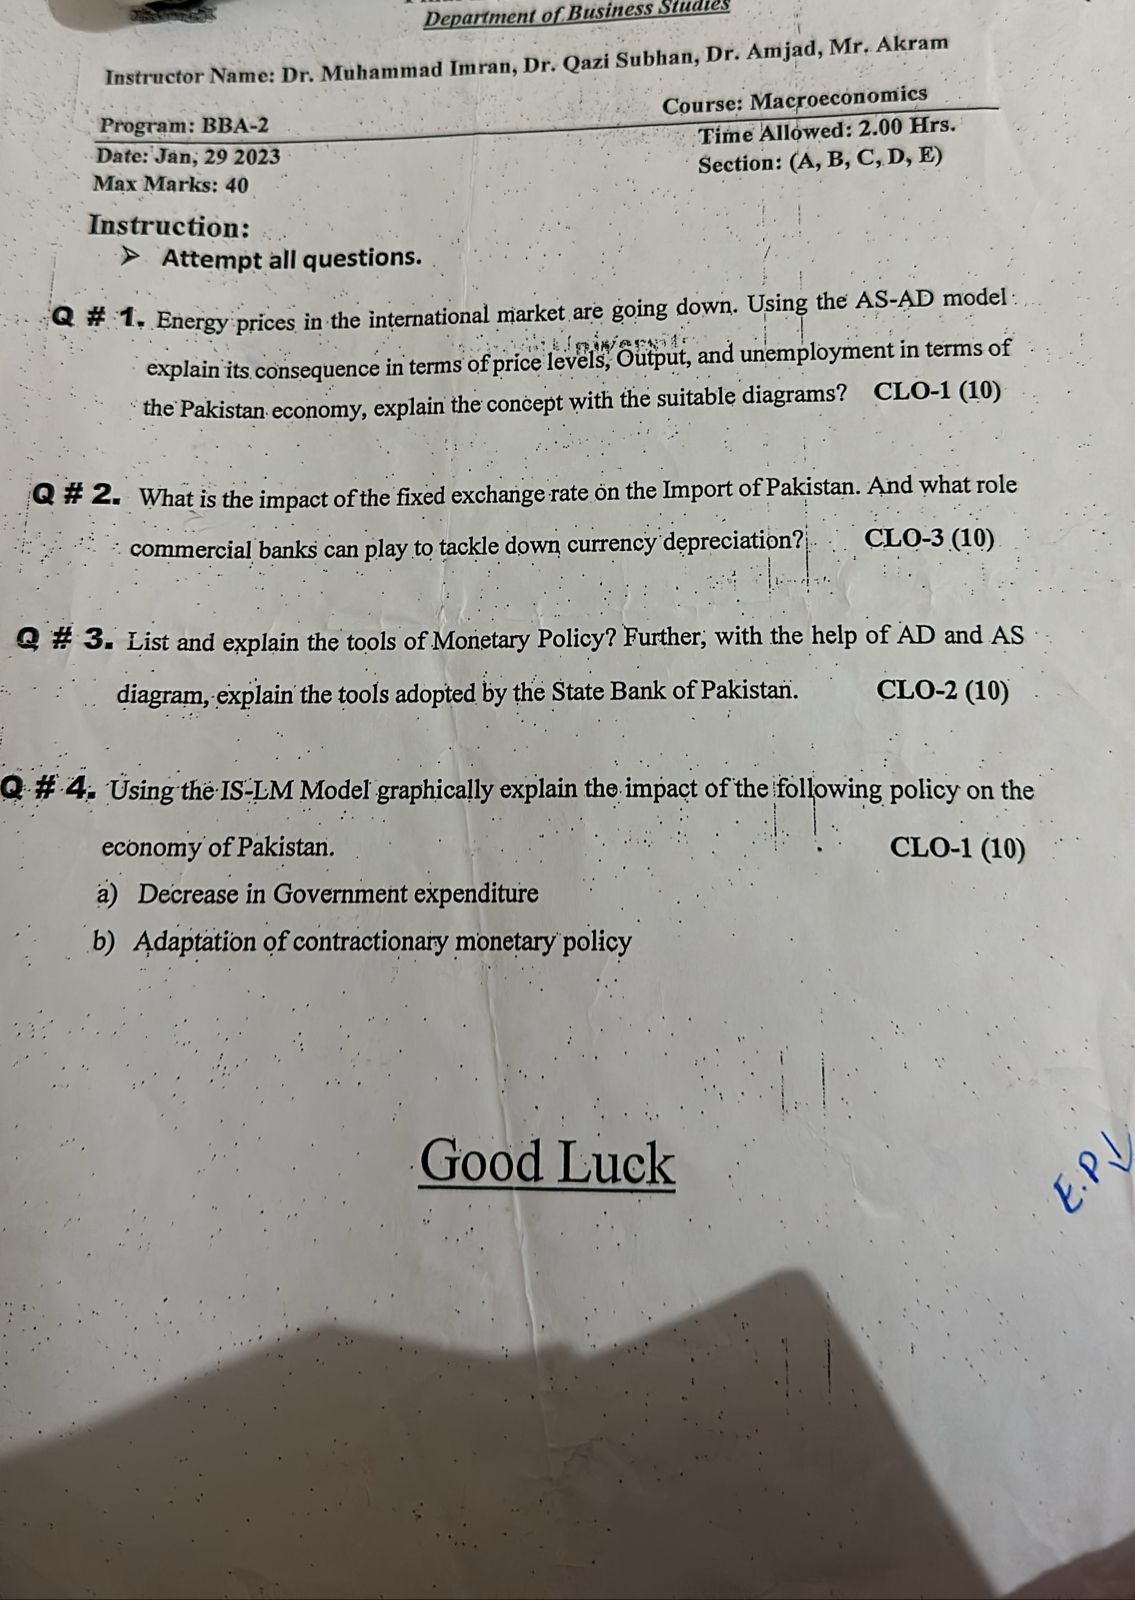 Department of Business Studies
Instructor Name: Dr. Muhammad Imran, Dr. Qazi Subhan, Dr. Amjad, Mr. Akram
Program: BBA-2 Course: Macroeconomics
Date: Jan, 29 2023 Time Allowed: 2.00 Hrs.
Max Marks: 40 Section: (A, B, C, D, E)
Instruction:
➢ Attempt all questions.
Q # 1. Energy prices in the international market are going down. Using the AS-AD model
explain its consequence in terms of price levels, Output, and unemployment in terms of
the Pakistan economy, explain the concept with the suitable diagrams? CLO-1 (10)
Q # 2. What is the impact of the fixed exchange rate on the Import of Pakistan. And what role
commercial banks can play to tackle down currency depreciation? CLO-3 (10)
Q # 3. List and explain the tools of Monetary Policy? Further, with the help of AD and AS
diagram, explain the tools adopted by the State Bank of Pakistan. CLO-2 (10)
Q # 4. Using the IS-LM Model graphically explain the impact of the following policy on the
economy of Pakistan. CLO-1 (10)
a) Decrease in Government expenditure
b) Adaptation of contractionary monetary policy
Good Luck
E.P↓